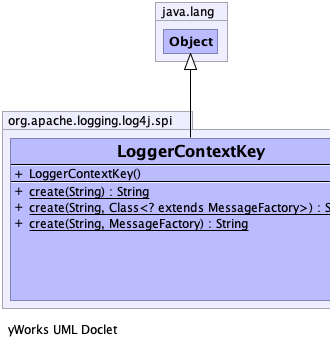 java.lang
Object
org.apache.logging.log4j.spi
LoggerContextKey
+ LoggerContextKey()
+ create(String) : String
+ create(String, Class<? extends MessageFactory>) : S
+ create(String, MessageFactory) : String
yWorks UML Doclet